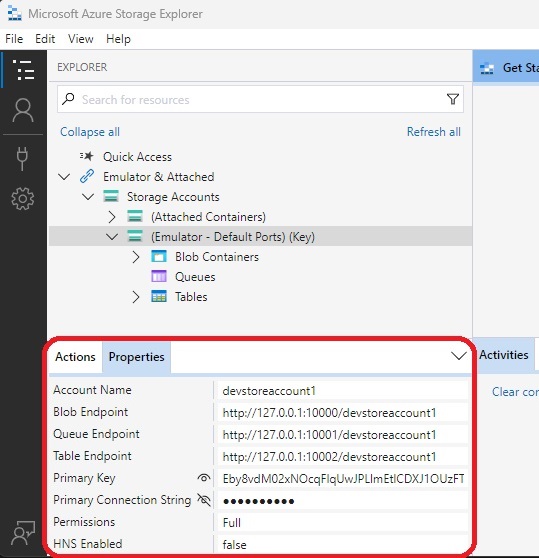 Microsoft Azure Storage Explorer
File Edit View Help
EXPLORER
Search for resources
Collapse all Refresh all
Quick Access
Emulator & Attached
Storage Accounts
(Attached Containers)
(Emulator - Default Ports) (Key)
Blob Containers
Queues
Tables
Get Sta
Actions Properties
Account Name devstoreaccount1
Blob Endpoint http://127.0.0.1:10000/devstoreaccount1
Queue Endpoint http://127.0.0.1:10001/devstoreaccount1
Table Endpoint http://127.0.0.1:10002/devstoreaccount1
Primary Key Eby8vdM02xNOcqFlqUwJPLlmEtlCDXJ1OUzFT
Primary Connection String ●●●●●●●●●●
Permissions Full
HNS Enabled false
Activities
Clear con